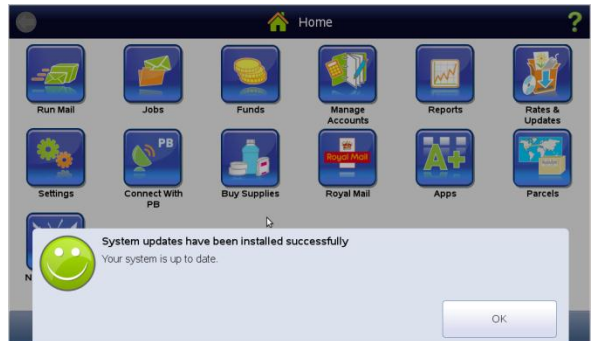 Home
?
Run Mail
Jobs
Funds
Manage
Accounts
Reports
Rates &
Updates
PB
Royal Mail
A+
Settings
Connect With
PB
Buy Supplies
Royal Mail
Apps
Parcels
N
System updates have been installed successfully
Your system is up to date.
OK